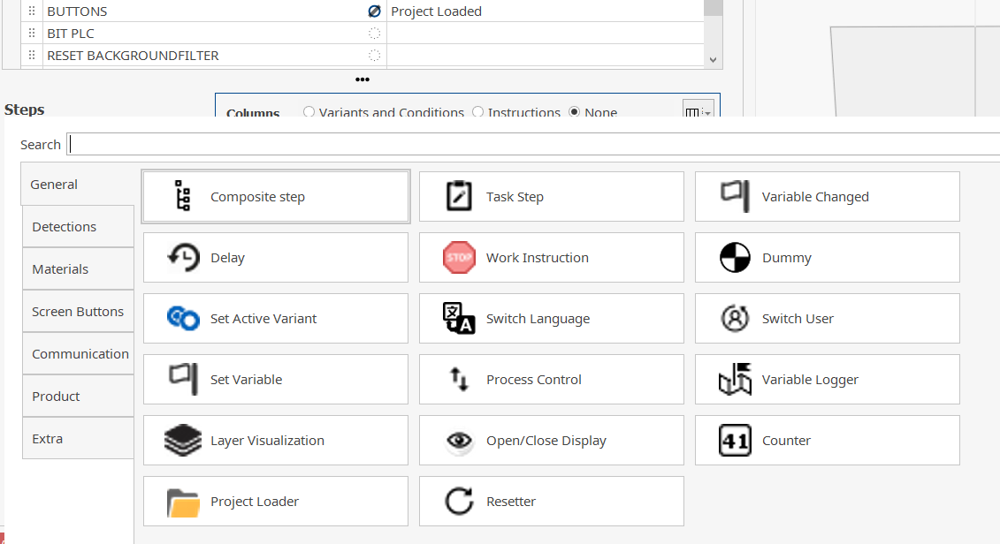 BUTTONS Project Loaded
BIT PLC
RESET BACKGROUNDFILTER
Steps
Columns Variants and Conditions Instructions None
Search
General
Detections
Materials
Screen Buttons
Communication
Product
Extra
Composite step Task Step Variable Changed
Delay STOP Work Instruction Dummy
Set Active Variant Switch Language Switch User
Set Variable Process Control Variable Logger
Layer Visualization Open/Close Display 41 Counter
Project Loader Resetter